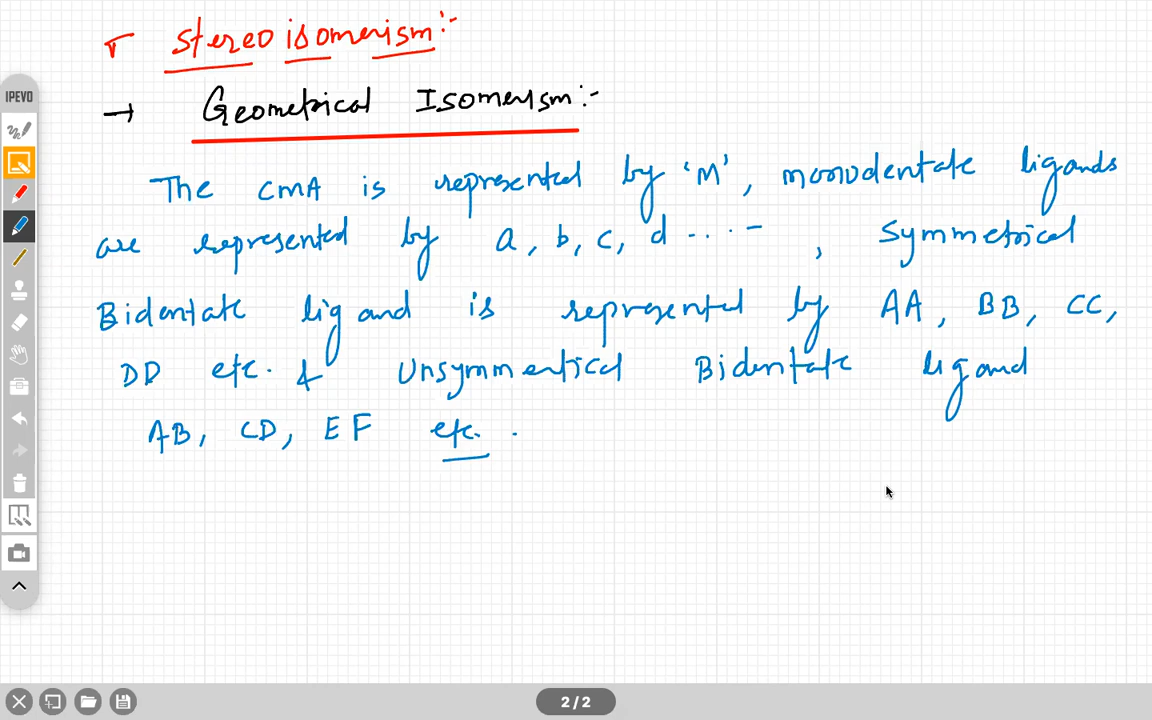 Stereo isomerism:-
→ Geometrical Isomerism:-
The CMA is represented by 'M', monodentate ligands
are represented by a, b, c, d ....- , Symmetrical
Bidentate ligand is represented by AA, BB, CC,
DD etc. & Unsymmentical Bidentate ligand
AB, CD, EF etc.
IPEVO
2/2